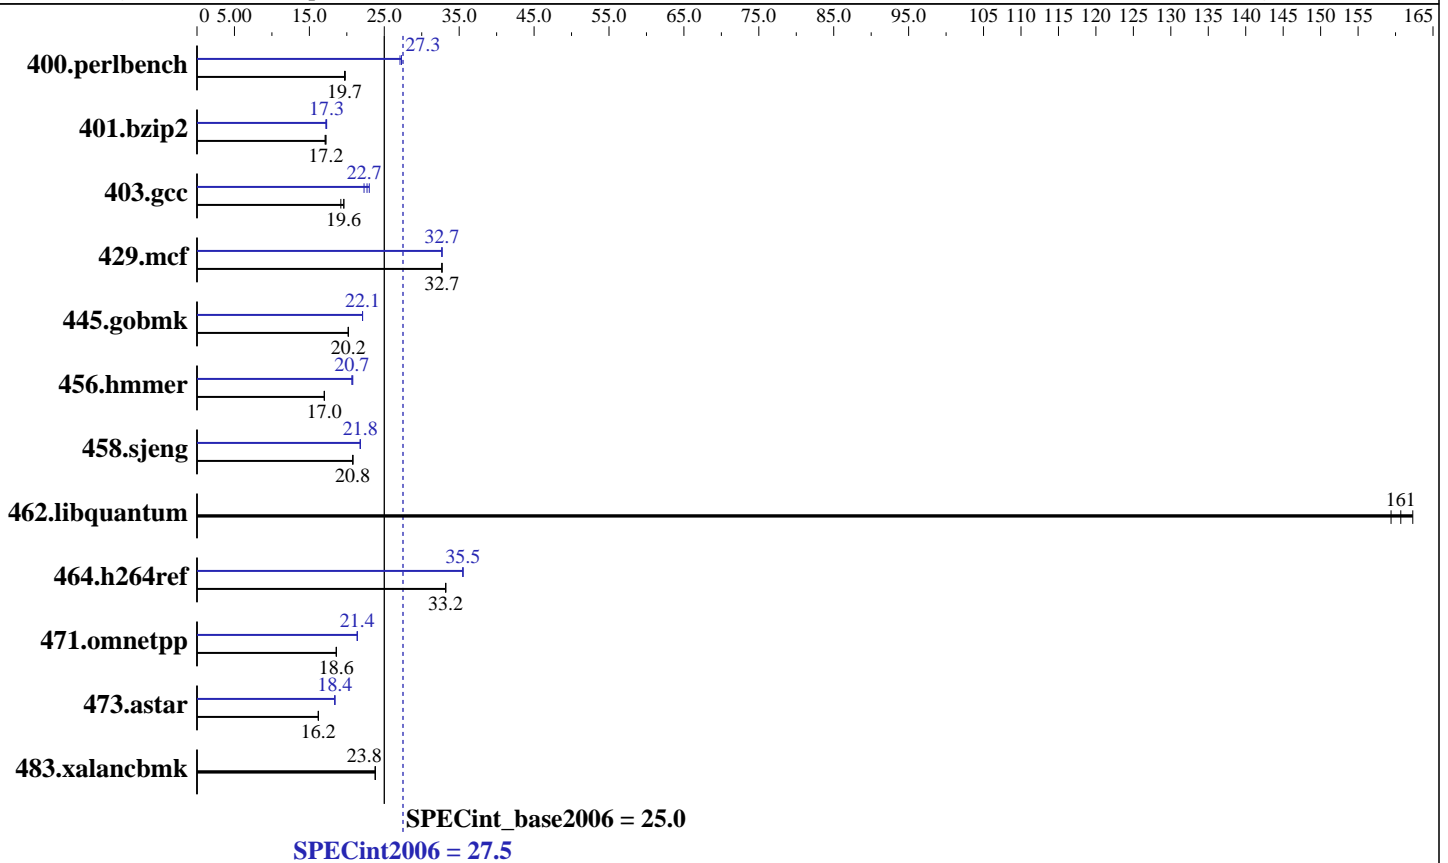 0 5.00 15.0 25.0 35.0 45.0 55.0 65.0 75.0 85.0 95.0 105 110 115 120 125 130 135 140 145 150 155 165
27.3
400.perlbench
19.7
17.3
401.bzip2
17.2
22.7
403.gcc
19.6
32.7
429.mcf
32.7
22.1
445.gobmk
20.2
20.7
456.hmmer
17.0
21.8
458.sjeng
20.8
161
462.libquantum
35.5
464.h264ref
33.2
21.4
471.omnetpp
18.6
18.4
473.astar
16.2
23.8
483.xalancbmk
SPECint_base2006 = 25.0
SPECint2006 = 27.5